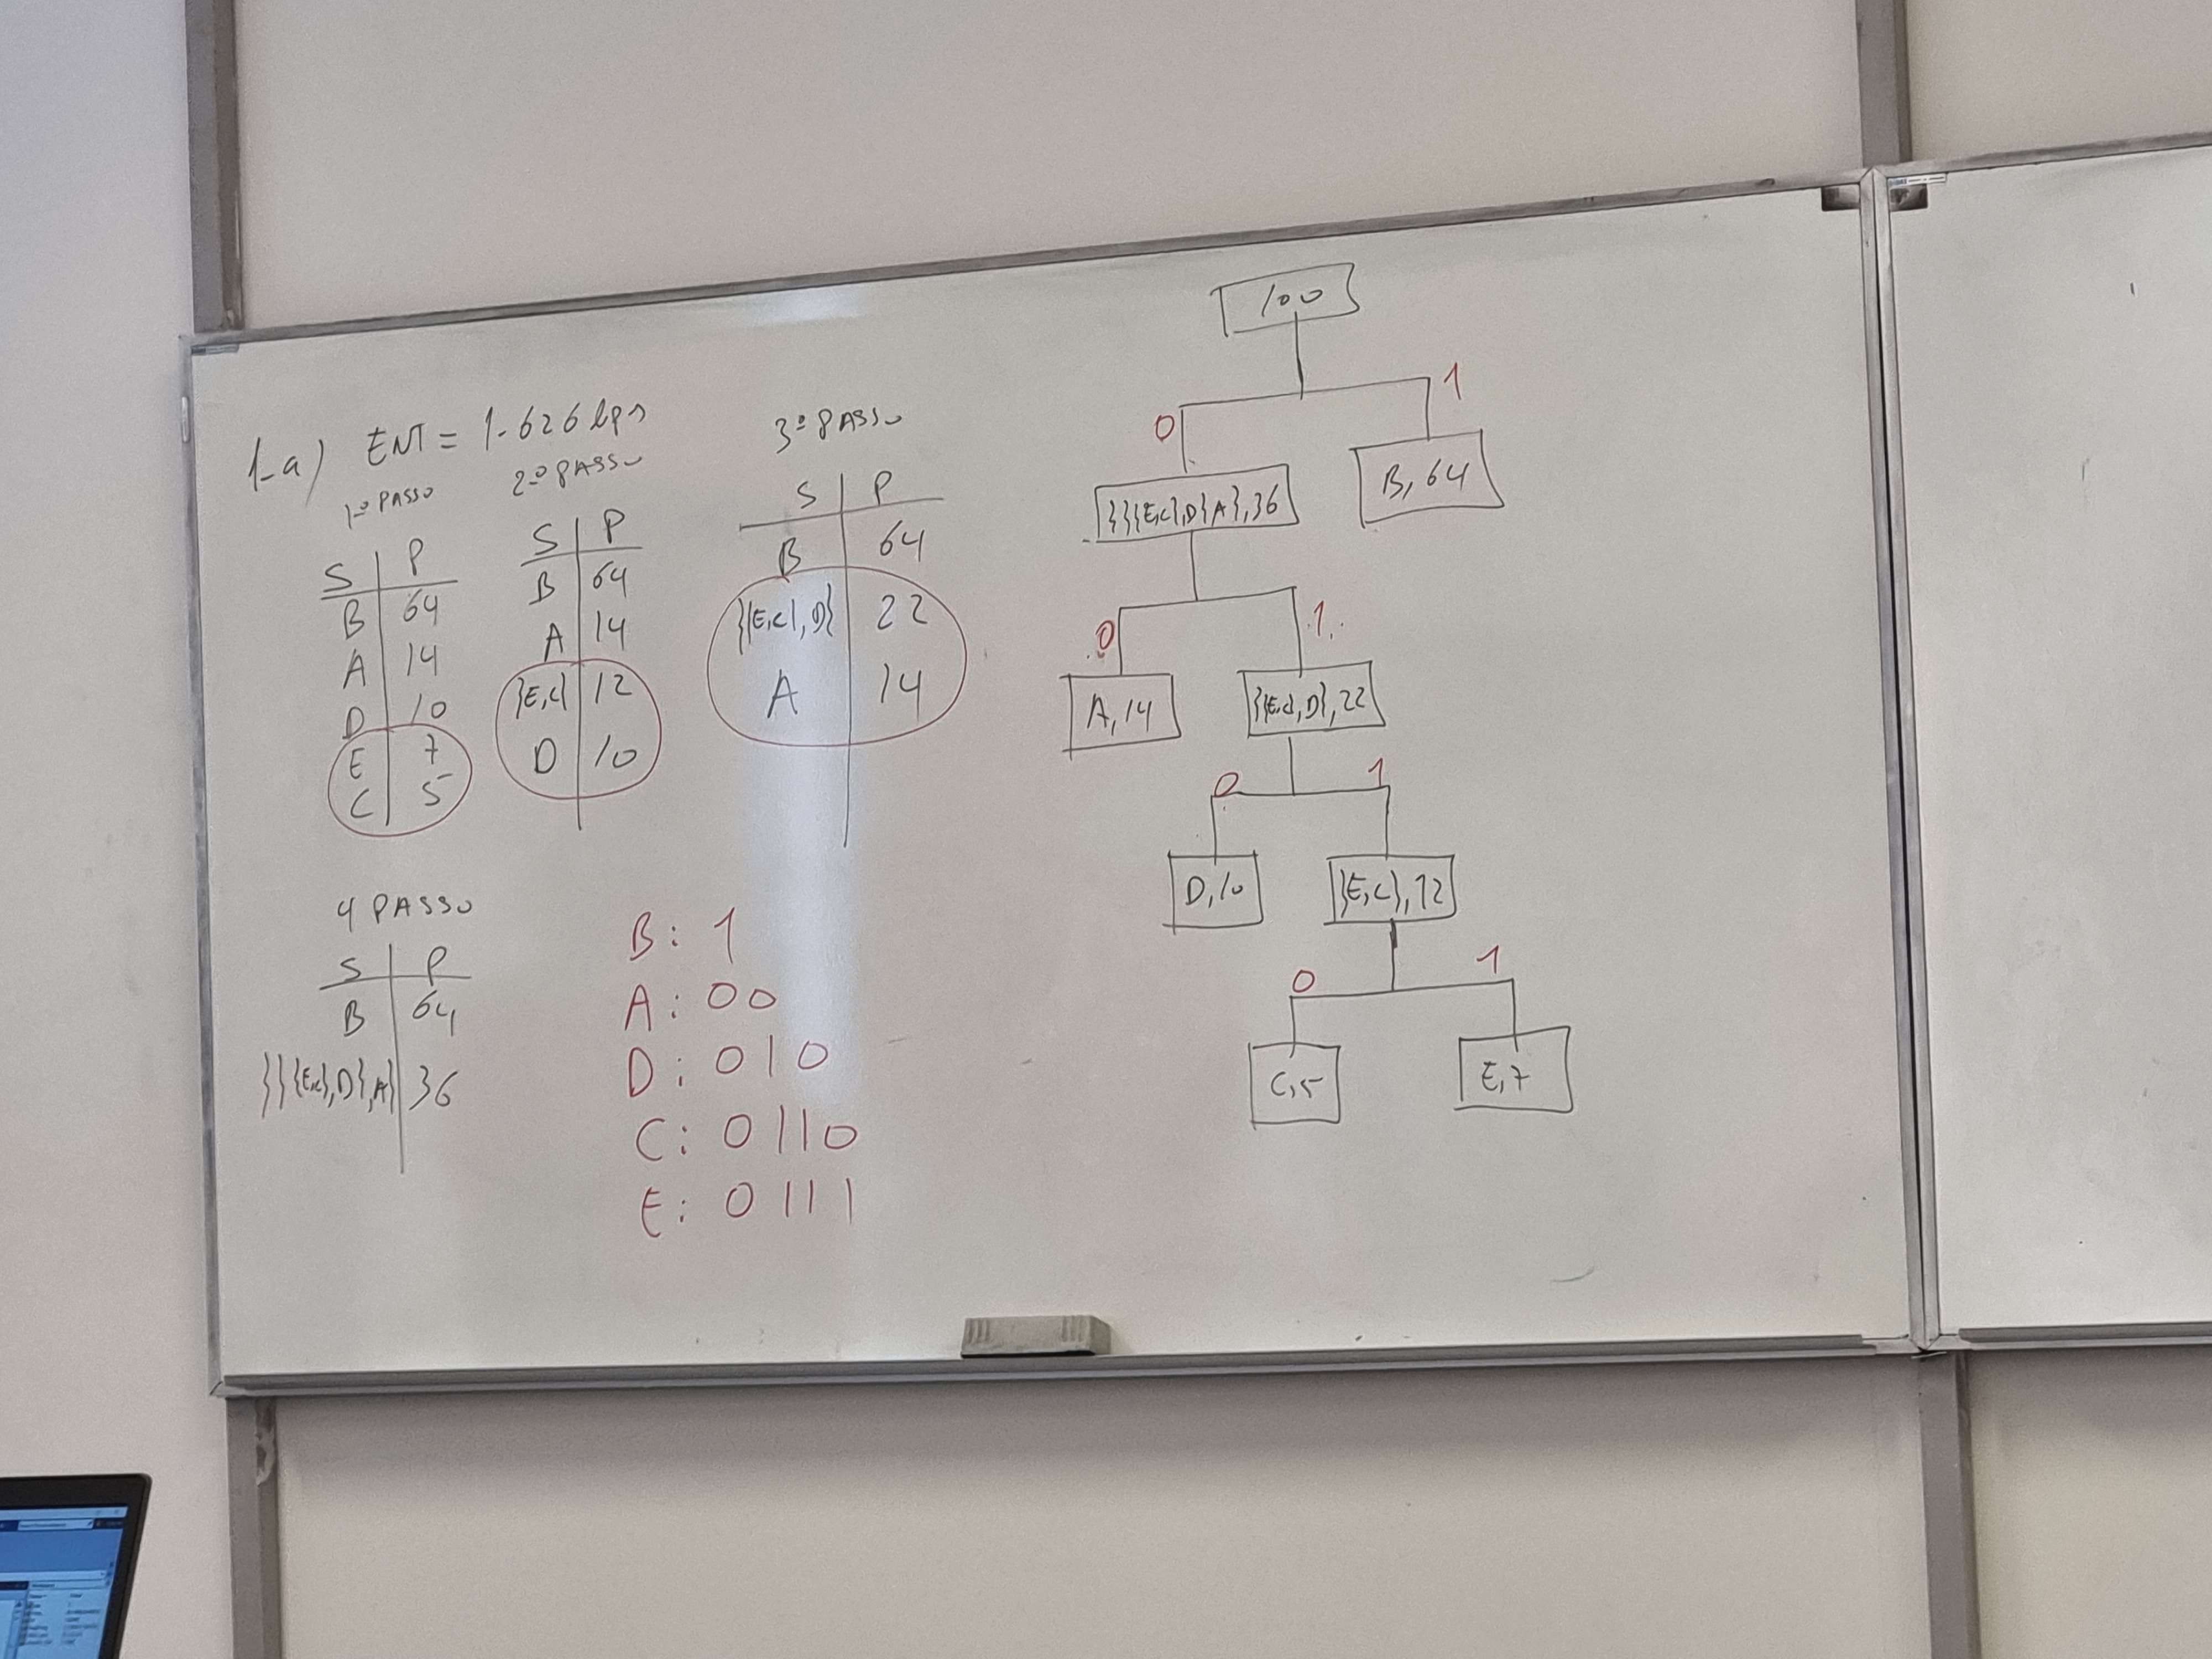 1-a) ENT = 1.626 bps
1º PASSO
S | P
B | 64
A | 14
D | 10
E | 7
C | 5
2º PASSO
S | P
B | 64
A | 14
{E,C} | 12
D | 10
3º PASSO
S | P
B | 64
{{E,C},D} | 22
A | 14
4 PASSO
S | P
B | 64
{{{E,C},D},A} | 36
B: 1
A: 00
D: 010
C: 0110
E: 0111
100
0 1
{{{E,C},D}A},36
B, 64
0 1
A, 14
{{E,C},D},22
0 1
D, 10
{E,C},12
0 1
C, 5
E, 7